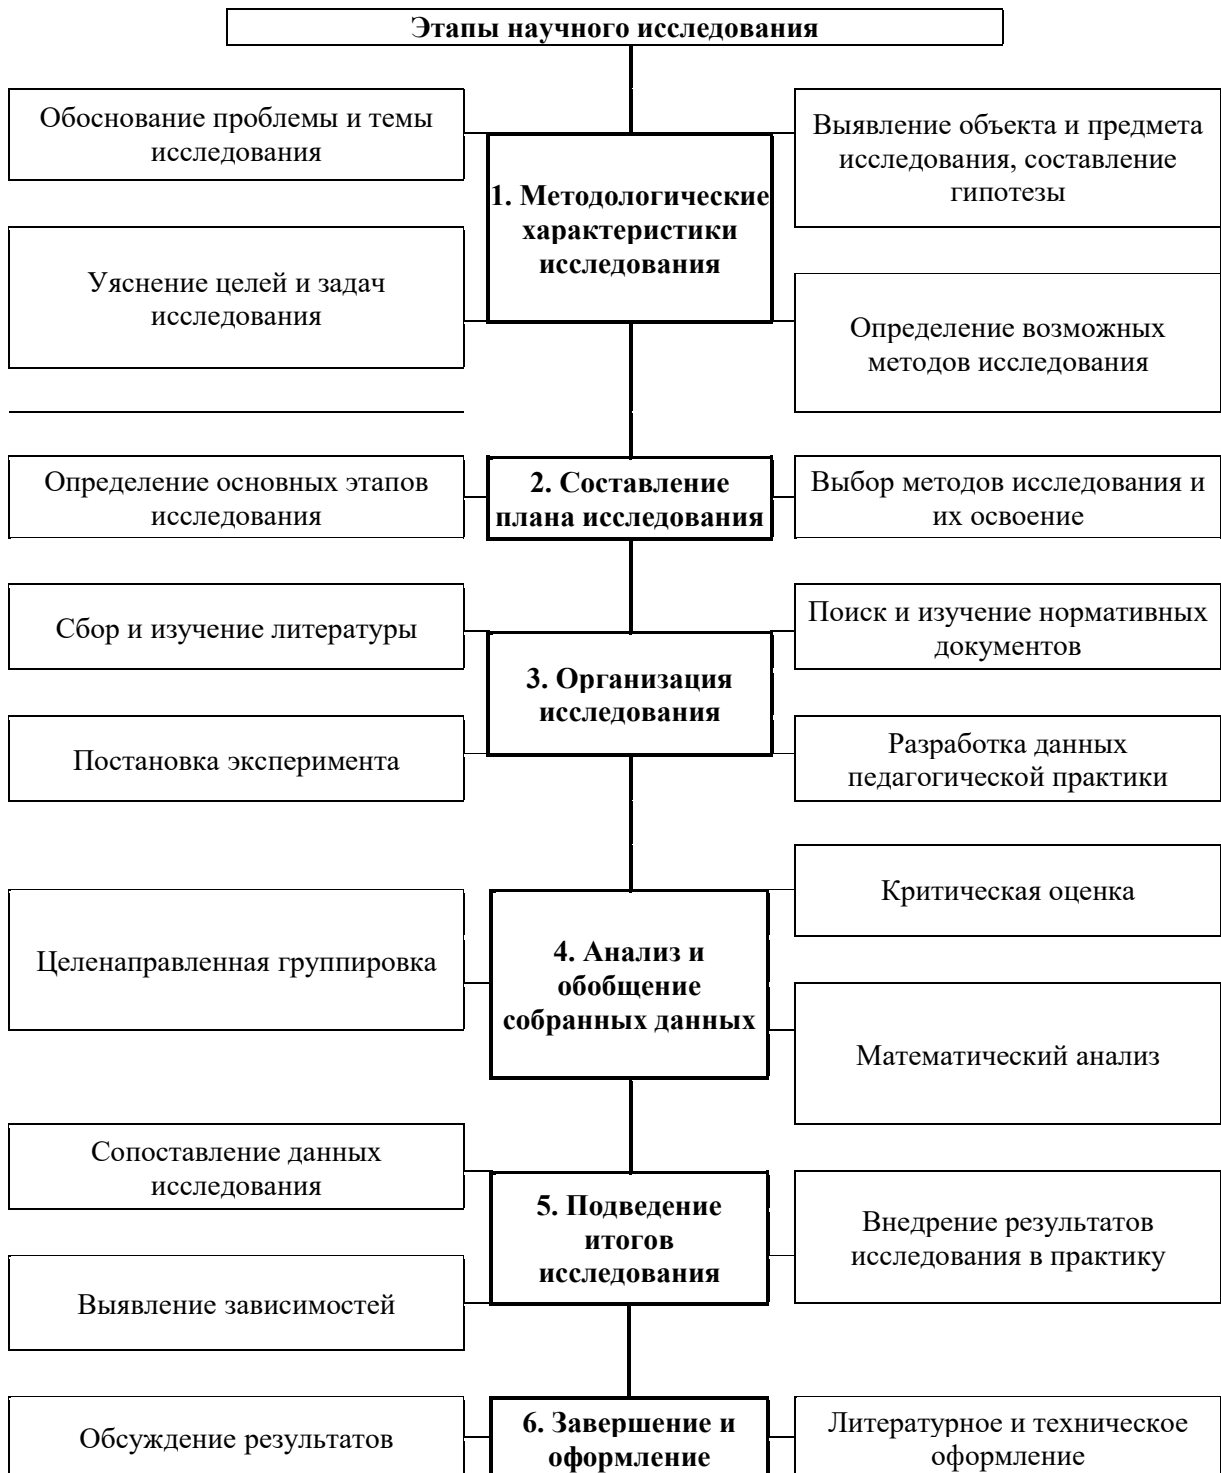 Этапы научного исследования
Обоснование проблемы и темы
исследования
Выявление объекта и предмета
исследования, составление
гипотезы
1. Методологические
характеристики
исследования
Уяснение целей и задач
исследования
Определение возможных
методов исследования
Определение основных этапов
исследования
2. Составление
плана исследования
Выбор методов исследования и
их освоение
Сбор и изучение литературы
Поиск и изучение нормативных
документов
3. Организация
исследования
Постановка эксперимента
Разработка данных
педагогической практики
Критическая оценка
Целенаправленная группировка
4. Анализ и
обобщение
собранных данных
Математический анализ
Сопоставление данных
исследования
5. Подведение
итогов
исследования
Внедрение результатов
исследования в практику
Выявление зависимостей
Обсуждение результатов
6. Завершение и
оформление
Литературное и техническое
оформление